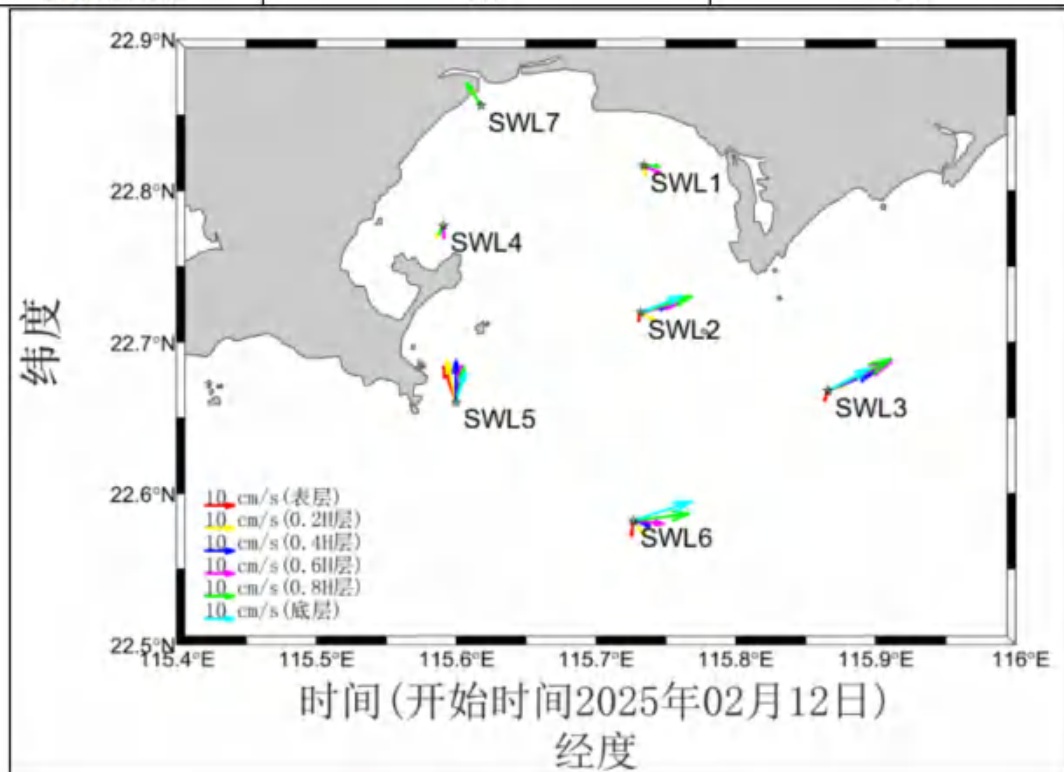 22.9°N
SWL7
SWL1
22.8°N
SWL4
SWL2
22.7°N
SWL3
SWL5
纬度
22.6°N
SWL6
10 cm/s(表层)
10 cm/s(0.2H层)
10 cm/s(0.4H层)
10 cm/s(0.6H层)
10 cm/s(0.8H层)
10 cm/s(底层)
22.5°N
115.4°E 115.5°E 115.6°E 115.7°E 115.8°E 115.9°E 116°E
时间(开始时间2025年02月12日)
经度